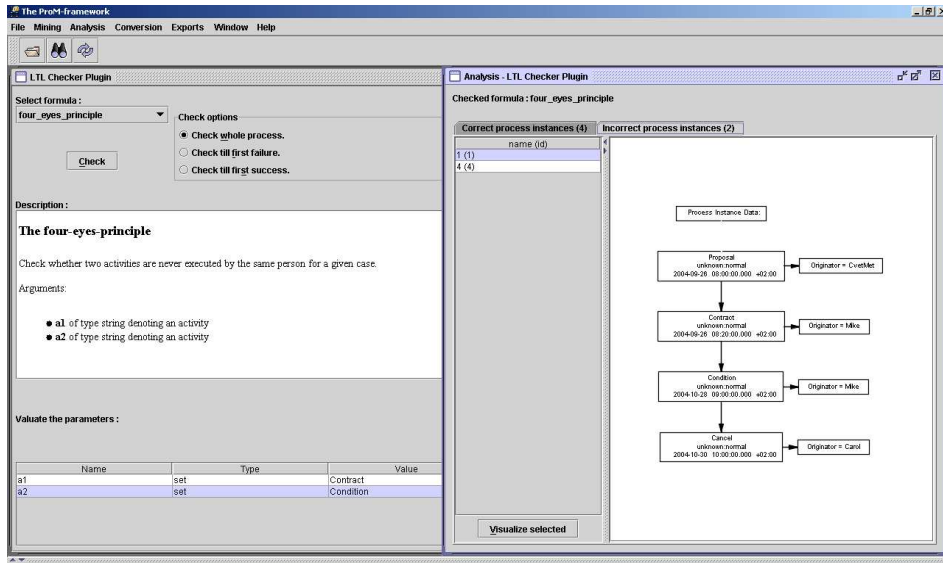 The ProM-framework
File Mining Analysis Conversion Exports Window Help
LTL Checker Plugin
Select formula :
four_eyes_principle
Check options
Check whole process.
Check till first failure.
Check till first success.
Check
Description :
The four-eyes-principle
Check whether two activities are never executed by the same person for a given case.
Arguments:
a1 of type string denoting an activity
a2 of type string denoting an activity
Valuate the parameters :
Name Type Value
a1 set Contract
a2 set Condition
Analysis - LTL Checker Plugin
Checked formula : four_eyes_principle
Correct process instances (4) Incorrect process instances (2)
name (id)
1 (1)
4 (4)
Visualize selected
Process Instance Data:
Proposal
unknown:normal
2004-09-26 08:00:00.000 +02:00
Originator = CvetMet
Contract
unknown:normal
2004-09-26 08:20:00.000 +02:00
Originator = Mike
Condition
unknown:normal
2004-10-28 09:00:00.000 +02:00
Originator = Mike
Cancel
unknown:normal
2004-10-30 10:00:00.000 +02:00
Originator = Carol